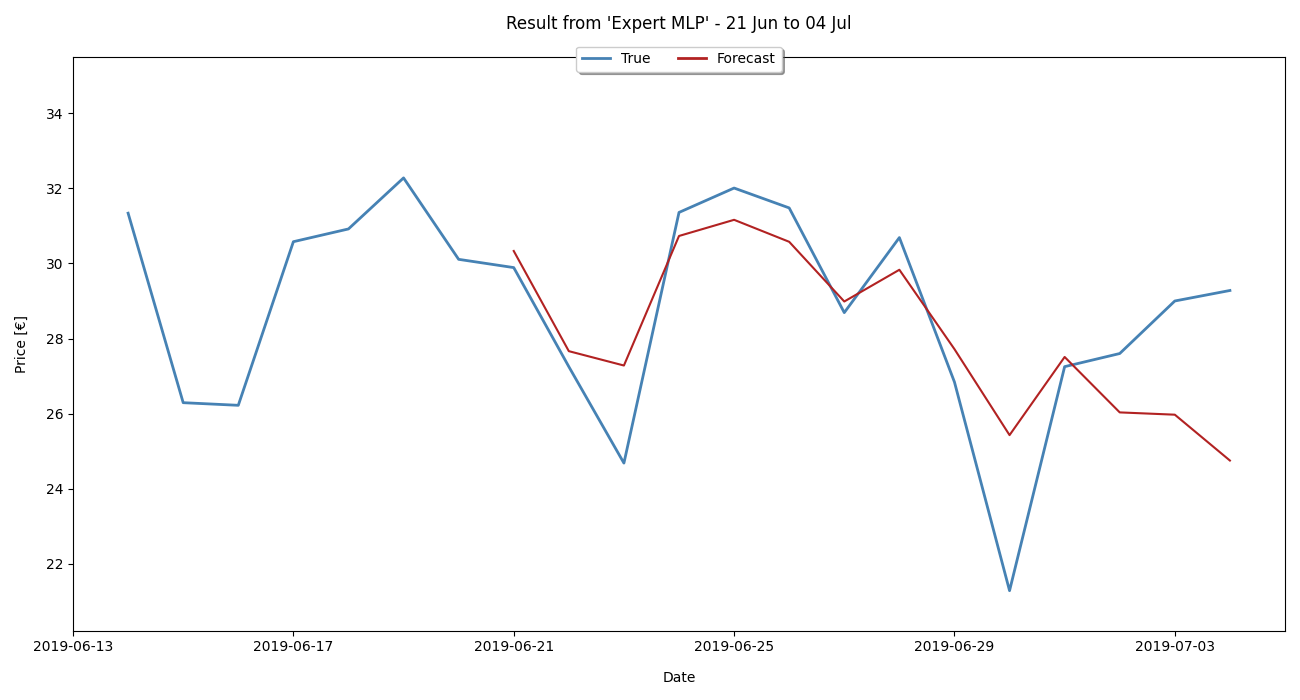 Result from 'Expert MLP' - 21 Jun to 04 Jul
True
Forecast
34
32
30
28
26
24
22
Price [€]
2019-06-13
2019-06-17
2019-06-21
2019-06-25
2019-06-29
2019-07-03
Date